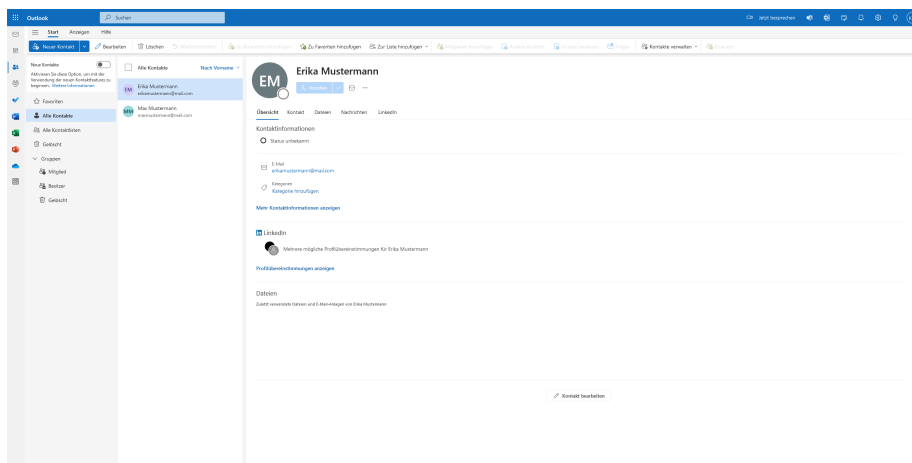 Outlook
Suchen
Jetzt besprechen
Start Anzeigen Hilfe
Neuer Kontakt
Bearbeiten
Löschen
Zu Favoriten hinzufügen
Zur Liste hinzufügen
Kontakte verwalten
Neue Kontakte
Aktivieren Sie diese Option, um mit der
Verwendung der neuen Kontaktfeatures zu
beginnen. Weitere Informationen
Favoriten
Alle Kontakte
Alle Kontaktlisten
Gelöscht
Gruppen
Mitglied
Besitzer
Gelöscht
Alle Kontakte Nach Vorname
EM Erika Mustermann
erikamustermann@mail.com
MM Max Mustermann
maxmustermann@mail.com
EM
Erika Mustermann
Übersicht Kontakt Dateien Nachrichten LinkedIn
Kontaktinformationen
Status unbekannt
E-Mail
erikamustermann@mail.com
Kategorien
Kategorie hinzufügen
Mehr Kontaktinformationen anzeigen
LinkedIn
Mehrere mögliche Profilübereinstimmungen für Erika Mustermann
Profilübereinstimmungen anzeigen
Dateien
Zuletzt verwendete Dateien und E-Mail-Anlagen von Erika Mustermann
Kontakt bearbeiten